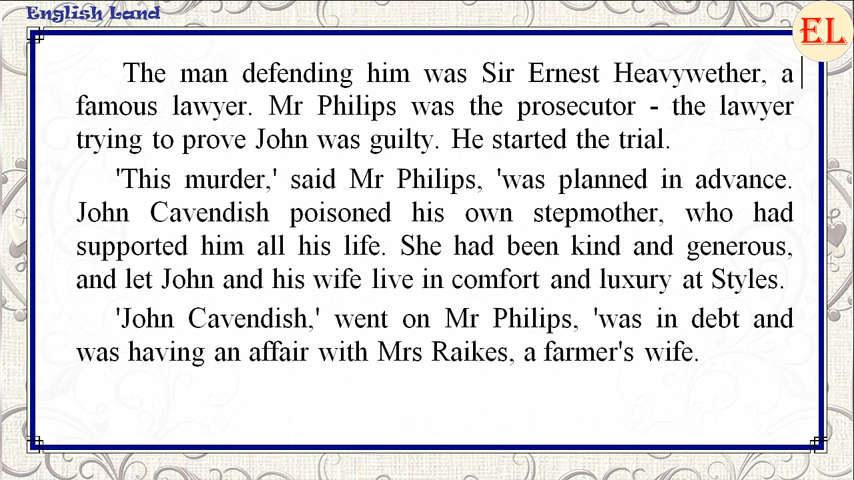 English Land
EL
The man defending him was Sir Ernest Heavywether, a
famous lawyer. Mr Philips was the prosecutor - the lawyer
trying to prove John was guilty. He started the trial.
'This murder,' said Mr Philips, 'was planned in advance.
John Cavendish poisoned his own stepmother, who had
supported him all his life. She had been kind and generous,
and let John and his wife live in comfort and luxury at Styles.
'John Cavendish,' went on Mr Philips, 'was in debt and
was having an affair with Mrs Raikes, a farmer's wife.